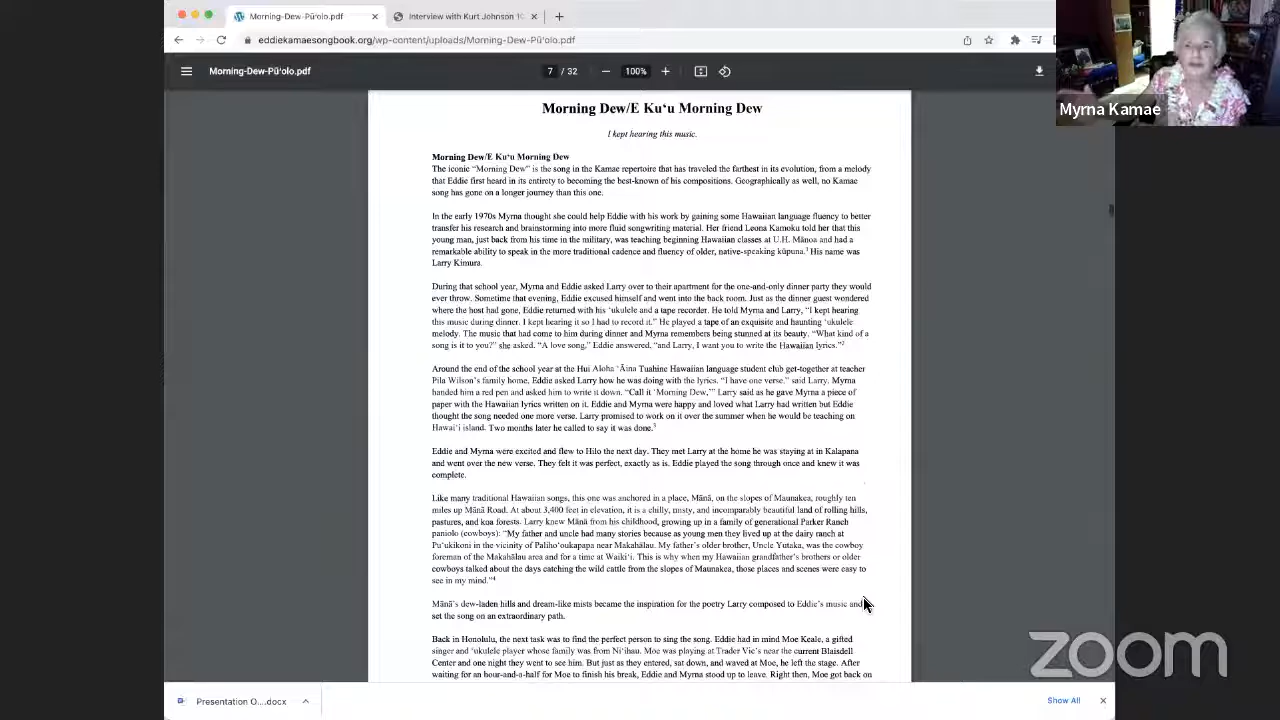 Morning-Dew-Pūʻolo.pdf
Interview with Kurt Johnson 10
eddiekamaesongbook.org/wp-content/uploads/Morning-Dew-Pūʻolo.pdf
Morning-Dew-Pūʻolo.pdf
7 / 32
100%
Myrna Kamae
Morning Dew/E Kuʻu Morning Dew
I kept hearing this music.
Morning Dew/E Kuʻu Morning Dew
The iconic “Morning Dew” is the song in the Kamae repertoire that has traveled the farthest in its evolution, from a melody
that Eddie first heard in its entirety to becoming the best-known of his compositions. Geographically as well, no Kamae
song has gone on a longer journey than this one.
In the early 1970s Myrna thought she could help Eddie with his work by gaining some Hawaiian language fluency to better
transfer his research and brainstorming into more fluid songwriting material. Her friend Leona Kamoku told her that this
young man, just back from his time in the military, was teaching beginning Hawaiian classes at U.H. Mānoa and had a
remarkable ability to speak in the more traditional cadence and fluency of older, native-speaking kūpuna.¹ His name was
Larry Kimura.
During that school year, Myrna and Eddie asked Larry over to their apartment for the one-and-only dinner party they would
ever throw. Sometime that evening, Eddie excused himself and went into the back room. Just as the dinner guest wondered
where the host had gone, Eddie returned with his ʻukulele and a tape recorder. He told Myrna and Larry, “I kept hearing
this music during dinner. I kept hearing it so I had to record it.” He played a tape of an exquisite and haunting ʻukulele
melody. The music that had come to him during dinner and Myrna remembers being stunned at its beauty. “What kind of a
song is it to you?” she asked. “A love song,” Eddie answered, “and Larry, I want you to write the Hawaiian lyrics.”²
Around the end of the school year at the Hui Aloha ʻĀina Tuahine Hawaiian language student club get-together at teacher
Pila Wilson’s family home, Eddie asked Larry how he was doing with the lyrics. “I have one verse,” said Larry. Myrna
handed him a red pen and asked him to write it down. “Call it ‘Morning Dew,’” Larry said as he gave Myrna a piece of
paper with the Hawaiian lyrics written on it. Eddie and Myrna were happy and loved what Larry had written but Eddie
thought the song needed one more verse. Larry promised to work on it over the summer when he would be teaching on
Hawaiʻi island. Two months later he called to say it was done.³
Eddie and Myrna were excited and flew to Hilo the next day. They met Larry at the home he was staying at in Kalapana
and went over the new verse. They felt it was perfect, exactly as is. Eddie played the song through once and knew it was
complete.
Like many traditional Hawaiian songs, this one was anchored in a place, Mānā, on the slopes of Maunakea, roughly ten
miles up Mānā Road. At about 3,400 feet in elevation, it is a chilly, misty, and incomparably beautiful land of rolling hills,
pastures, and koa forests. Larry knew Mānā from his childhood, growing up in a family of generational Parker Ranch
paniolo (cowboys): “My father and uncle had many stories because as young men they lived up at the dairy ranch at
Puʻukikoni in the vicinity of Palihoʻoukapapa near Makahālau. My father’s older brother, Uncle Yutaka, was the cowboy
foreman of the Makahālau area and for a time at Waikiʻi. This is why when my Hawaiian grandfather’s brothers or older
cowboys talked about the days catching the wild cattle from the slopes of Maunakea, those places and scenes were easy to
see in my mind.”⁴
Mānā’s dew-laden hills and dream-like mists became the inspiration for the poetry Larry composed to Eddie’s music and
set the song on an extraordinary path.
Back in Honolulu, the next task was to find the perfect person to sing the song. Eddie had in mind Moe Keale, a gifted
singer and ʻukulele player whose family was from Niʻihau. Moe was playing at Trader Vic’s near the current Blaisdell
Center and one night they went to see him. But just as they entered, sat down, and waved at Moe, he left the stage. After
waiting for an hour-and-a-half for Moe to finish his break, Eddie and Myrna stood up to leave. Right then, Moe got back on
zoom
Presentation O....docx
Show All